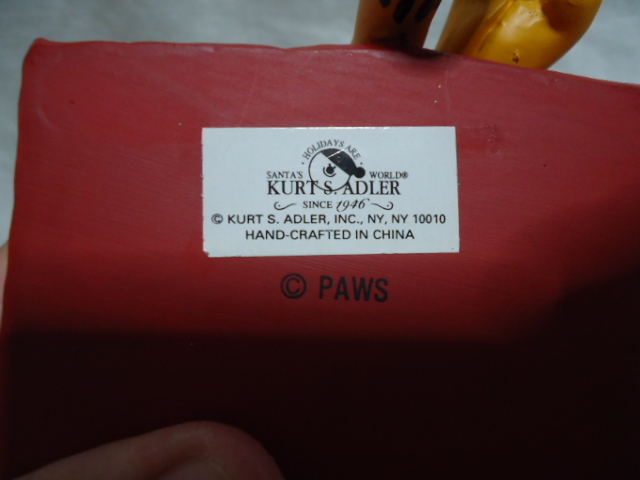 · HOLIDAYS ARE ·
SANTA'S WORLD®
KURT S. ADLER
SINCE 1946
© KURT S. ADLER, INC., NY, NY 10010
HAND-CRAFTED IN CHINA
© PAWS